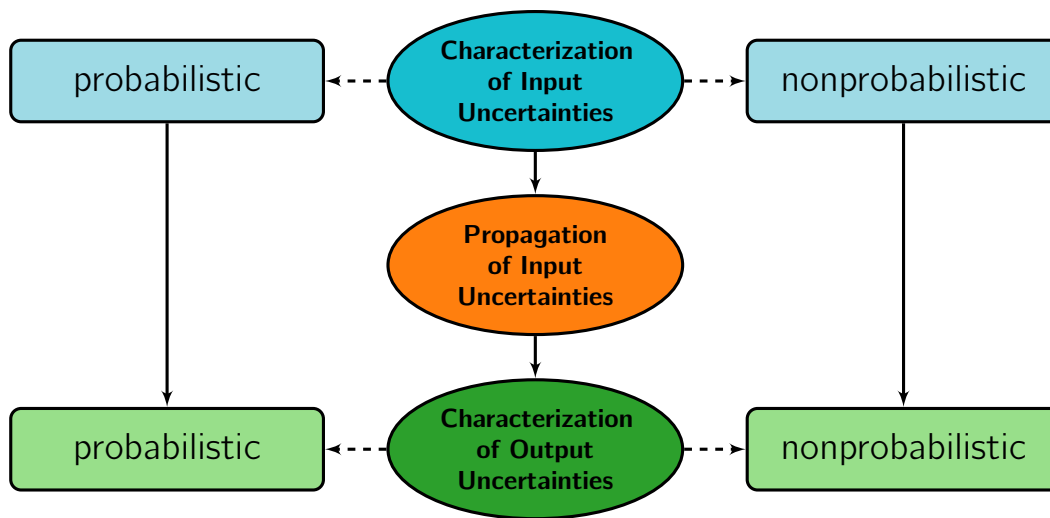 probabilistic
Characterization
of Input
Uncertainties
nonprobabilistic
Propagation
of Input
Uncertainties
probabilistic
Characterization
of Output
Uncertainties
nonprobabilistic